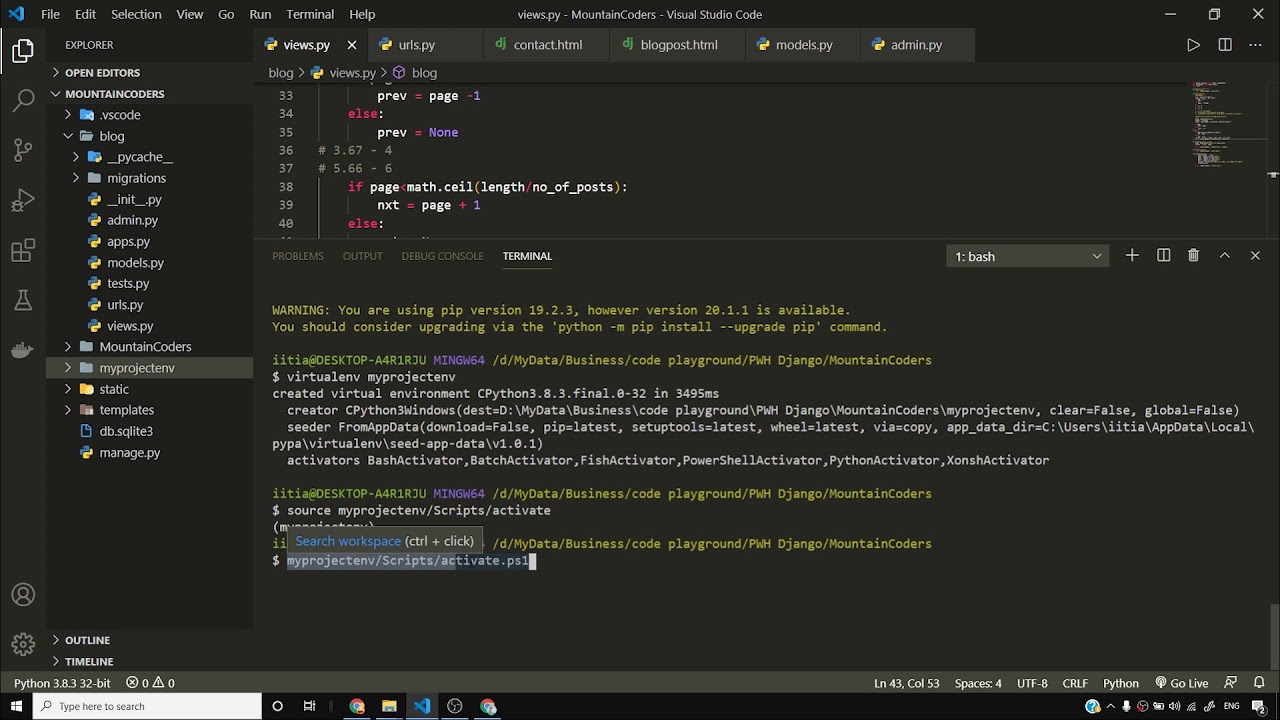 File Edit Selection View Go Run Terminal Help views.py - MountainCoders - Visual Studio Code
EXPLORER
views.py urls.py contact.html blogpost.html models.py admin.py
OPEN EDITORS
MOUNTAINCODERS
.vscode
blog
__pycache__
migrations
__init__.py
admin.py
apps.py
models.py
tests.py
urls.py
views.py
MountainCoders
myprojectenv
static
templates
db.sqlite3
manage.py
OUTLINE
TIMELINE
blog > views.py > blog
33 prev = page -1
34 else:
35 prev = None
36 # 3.67 - 4
37 # 5.66 - 6
38 if page<math.ceil(length/no_of_posts):
39 nxt = page + 1
40 else:
PROBLEMS OUTPUT DEBUG CONSOLE TERMINAL 1: bash
WARNING: You are using pip version 19.2.3, however version 20.1.1 is available.
You should consider upgrading via the 'python -m pip install --upgrade pip' command.
iitia@DESKTOP-A4R1RJU MINGW64 /d/MyData/Business/code playground/PWH Django/MountainCoders
$ virtualenv myprojectenv
created virtual environment CPython3.8.3.final.0-32 in 3495ms
creator CPython3Windows(dest=D:\MyData\Business\code playground\PWH Django\MountainCoders\myprojectenv, clear=False, global=False)
seeder FromAppData(download=False, pip=latest, setuptools=latest, wheel=latest, via=copy, app_data_dir=C:\Users\iitia\AppData\Local\
pypa\virtualenv\seed-app-data\v1.0.1)
activators BashActivator,BatchActivator,FishActivator,PowerShellActivator,PythonActivator,XonshActivator
iitia@DESKTOP-A4R1RJU MINGW64 /d/MyData/Business/code playground/PWH Django/MountainCoders
$ source myprojectenv/Scripts/activate
(myprojectenv)
Search workspace (ctrl + click)
/d/MyData/Business/code playground/PWH Django/MountainCoders
$ myprojectenv/Scripts/activate.ps1
Python 3.8.3 32-bit 0 0 Ln 43, Col 53 Spaces: 4 UTF-8 CRLF Python Go Live
Type here to search ENG 2